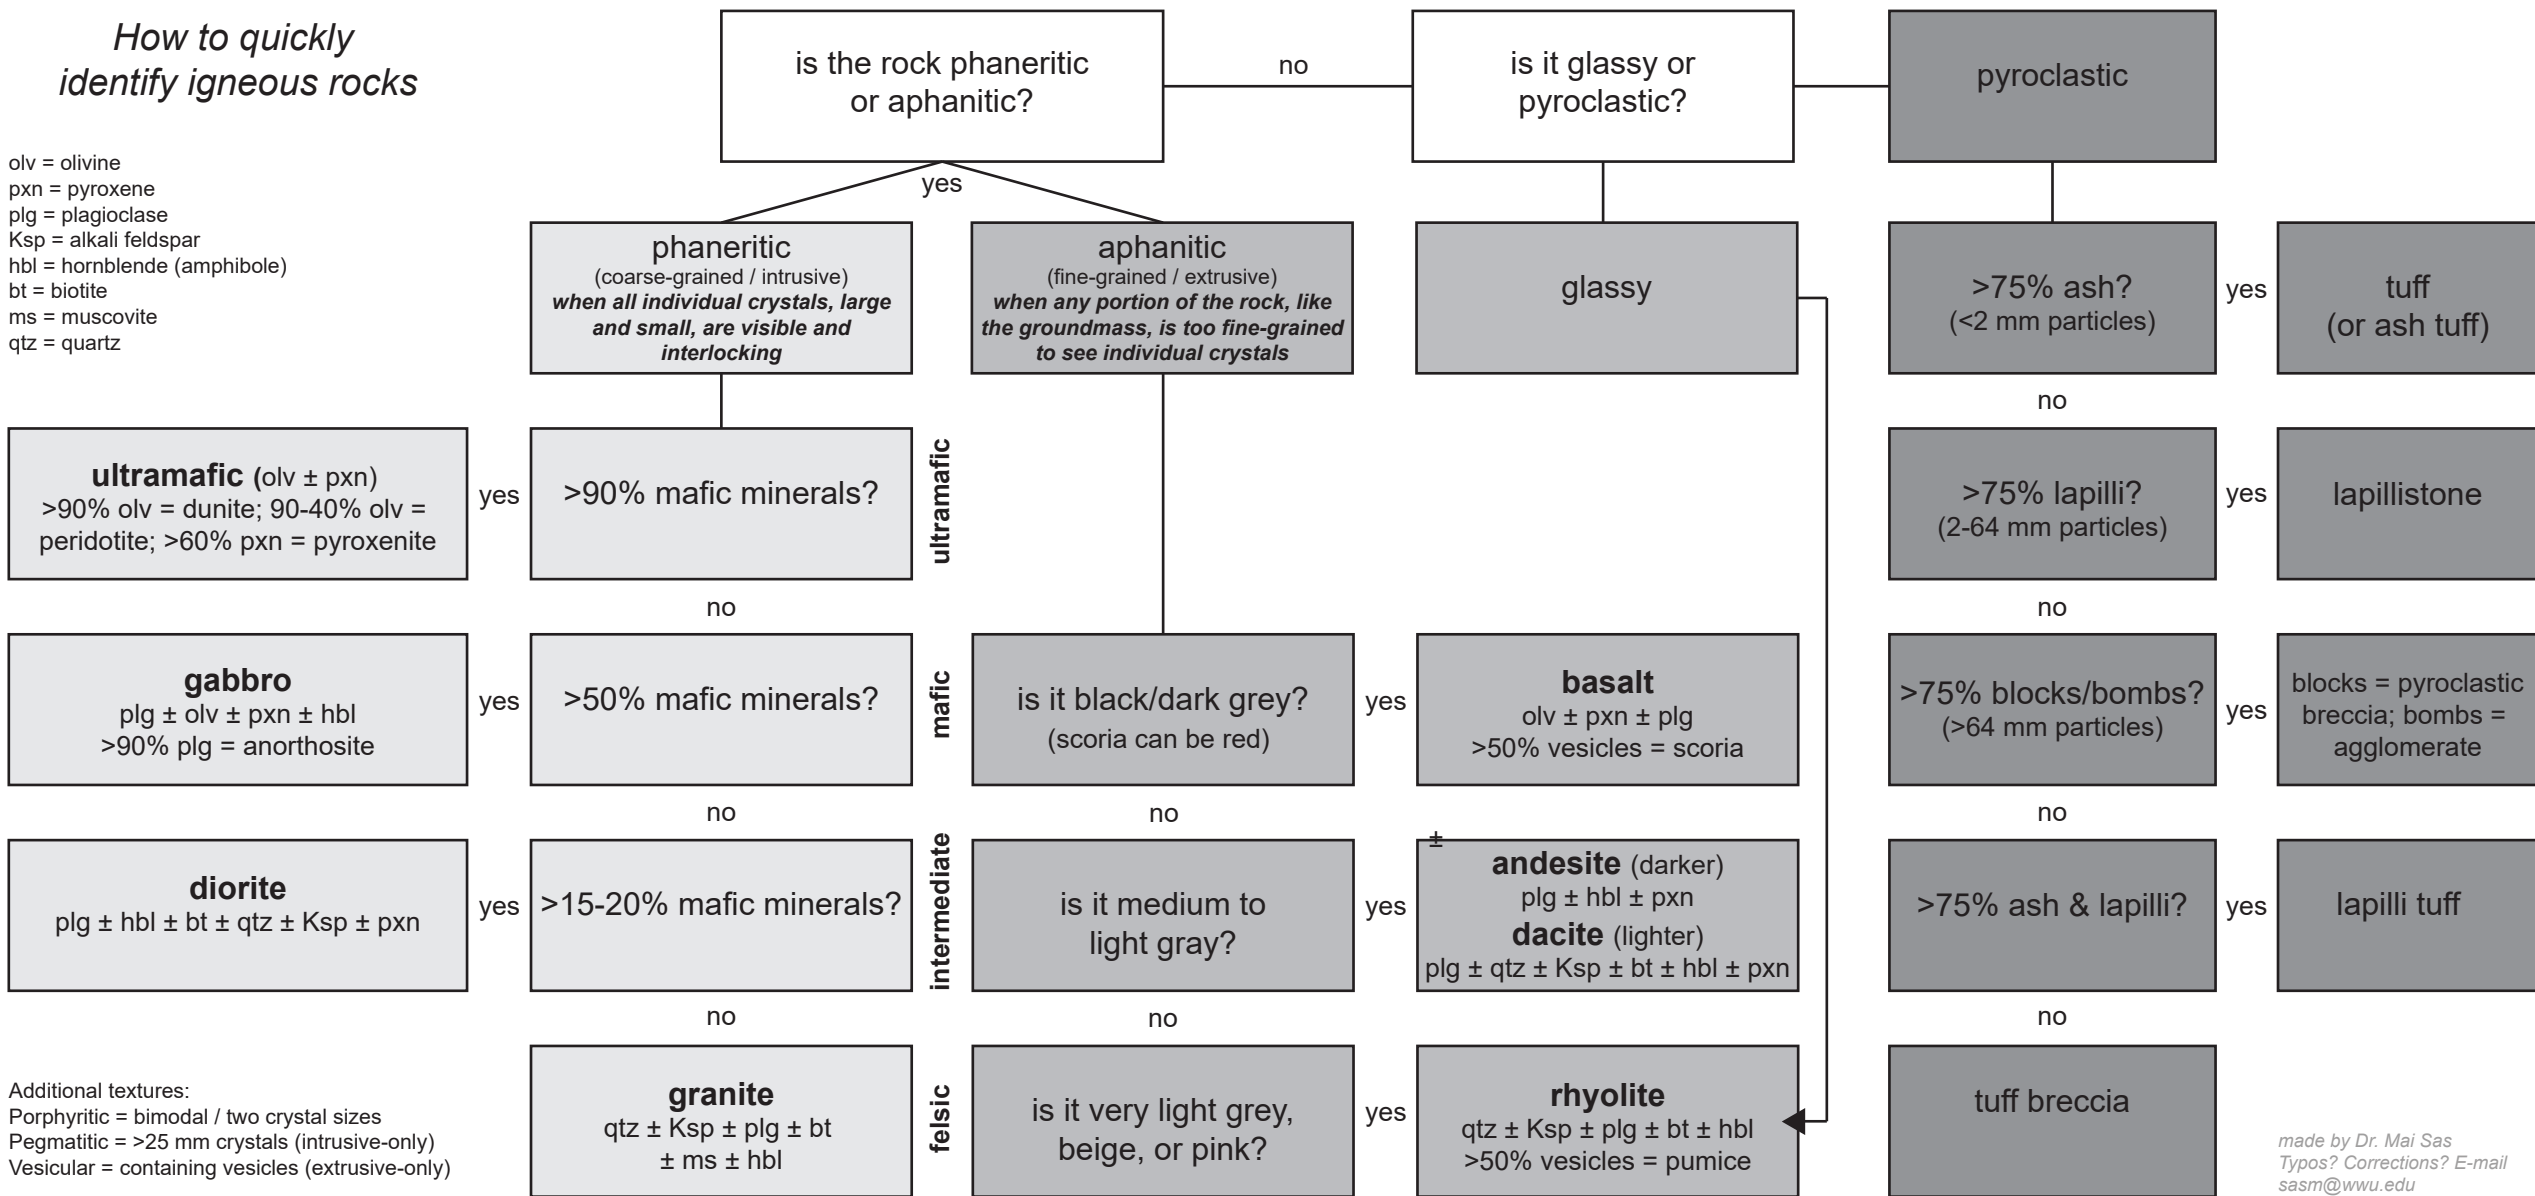 How to quickly
identify igneous rocks
olv = olivine
pxn = pyroxene
plg = plagioclase
Ksp = alkali feldspar
hbl = hornblende (amphibole)
bt = biotite
ms = muscovite
qtz = quartz
is the rock phaneritic
or aphanitic?
no
is it glassy or
pyroclastic?
pyroclastic
yes
phaneritic
(coarse-grained / intrusive)
when all individual crystals, large
and small, are visible and
interlocking
aphanitic
(fine-grained / extrusive)
when any portion of the rock, like
the groundmass, is too fine-grained
to see individual crystals
glassy
>75% ash?
(<2 mm particles)
yes
tuff
(or ash tuff)
no
ultramafic (olv ± pxn)
>90% olv = dunite; 90-40% olv =
peridotite; >60% pxn = pyroxenite
yes
>90% mafic minerals?
ultramafic
>75% lapilli?
(2-64 mm particles)
yes
lapillistone
no
no
gabbro
plg ± olv ± pxn ± hbl
>90% plg = anorthosite
yes
>50% mafic minerals?
mafic
is it black/dark grey?
(scoria can be red)
yes
basalt
olv ± pxn ± plg
>50% vesicles = scoria
>75% blocks/bombs?
(>64 mm particles)
yes
blocks = pyroclastic
breccia; bombs =
agglomerate
no
no
no
diorite
plg ± hbl ± bt ± qtz ± Ksp ± pxn
yes
>15-20% mafic minerals?
intermediate
is it medium to
light gray?
yes
±
andesite (darker)
plg ± hbl ± pxn
dacite (lighter)
plg ± qtz ± Ksp ± bt ± hbl ± pxn
>75% ash & lapilli?
yes
lapilli tuff
no
no
no
Additional textures:
Porphyritic = bimodal / two crystal sizes
Pegmatitic = >25 mm crystals (intrusive-only)
Vesicular = containing vesicles (extrusive-only)
granite
qtz ± Ksp ± plg ± bt
± ms ± hbl
felsic
is it very light grey,
beige, or pink?
yes
rhyolite
qtz ± Ksp ± plg ± bt ± hbl
>50% vesicles = pumice
tuff breccia
made by Dr. Mai Sas
Typos? Corrections? E-mail
sasm@wwu.edu